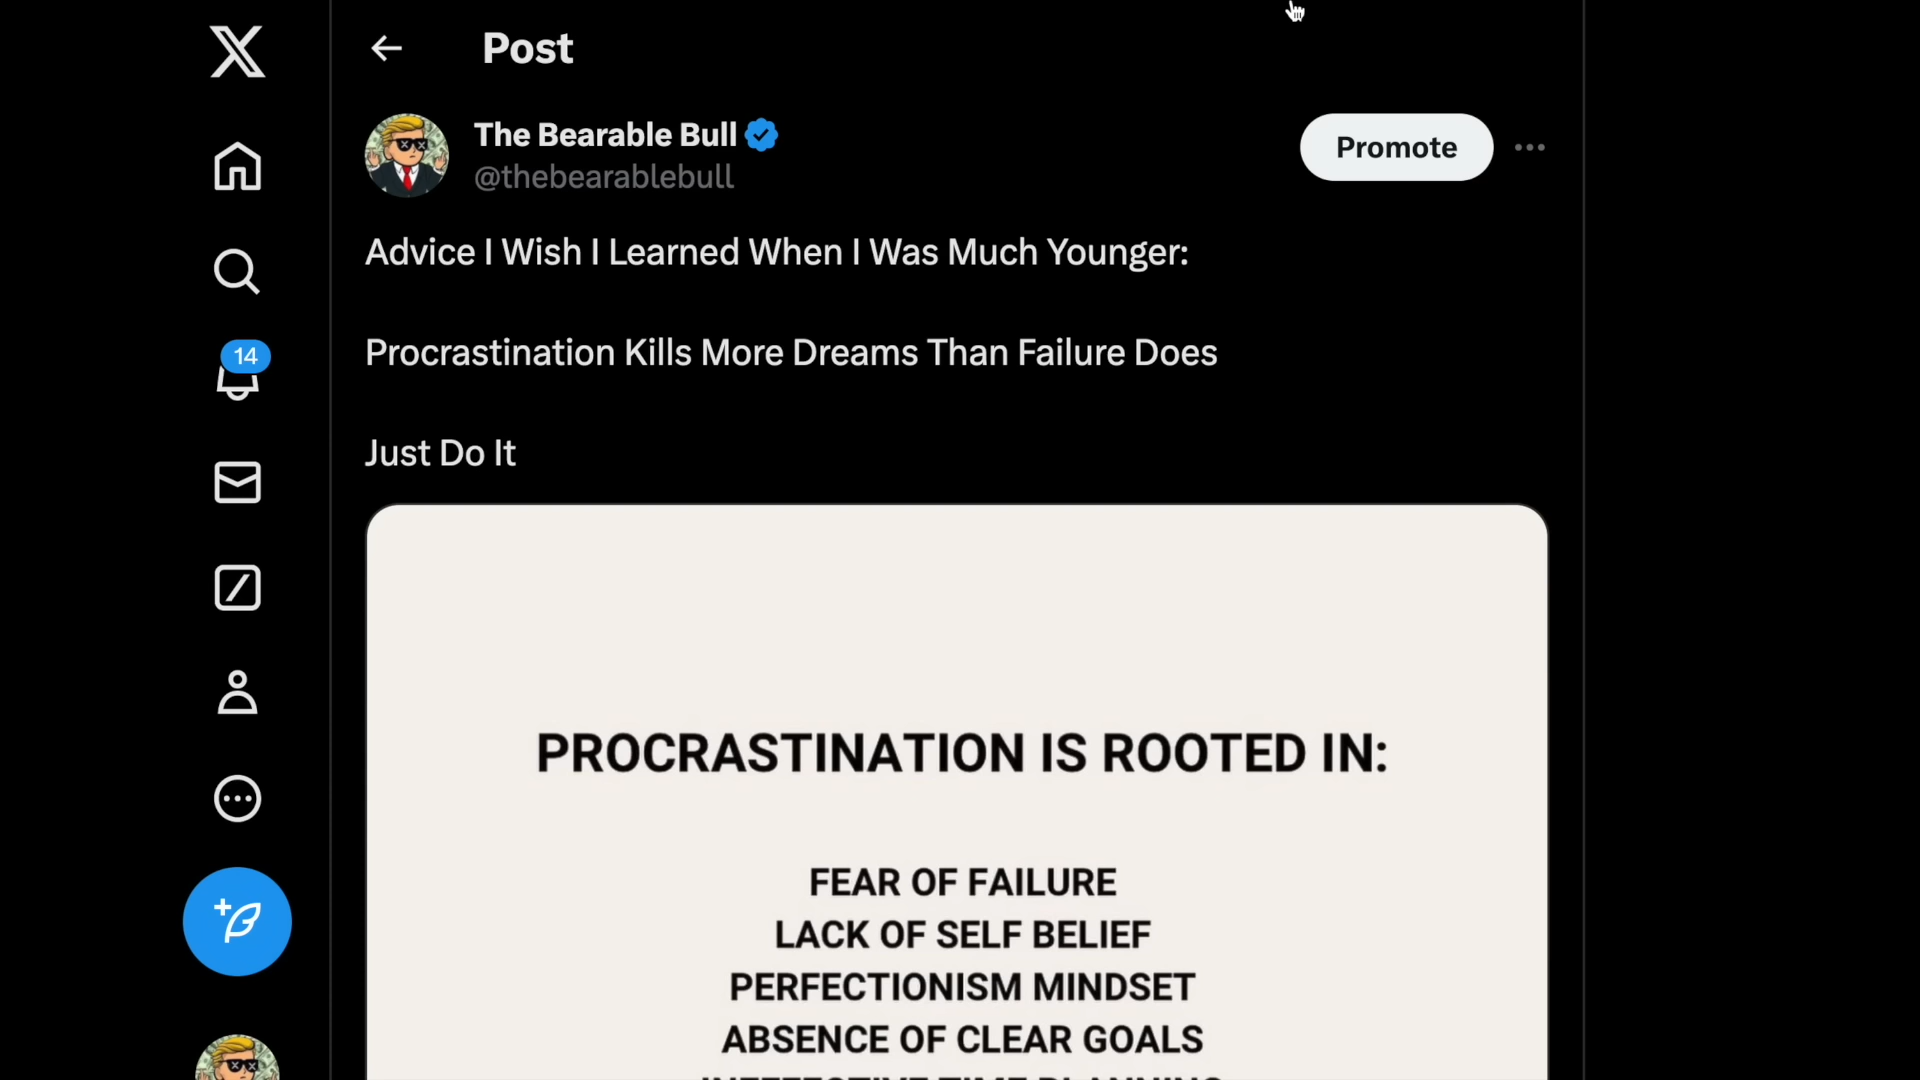 Post
The Bearable Bull
@thebearablebull
Promote
Advice I Wish I Learned When I Was Much Younger:
Procrastination Kills More Dreams Than Failure Does
Just Do It
14
PROCRASTINATION IS ROOTED IN:
FEAR OF FAILURE
LACK OF SELF BELIEF
PERFECTIONISM MINDSET
ABSENCE OF CLEAR GOALS